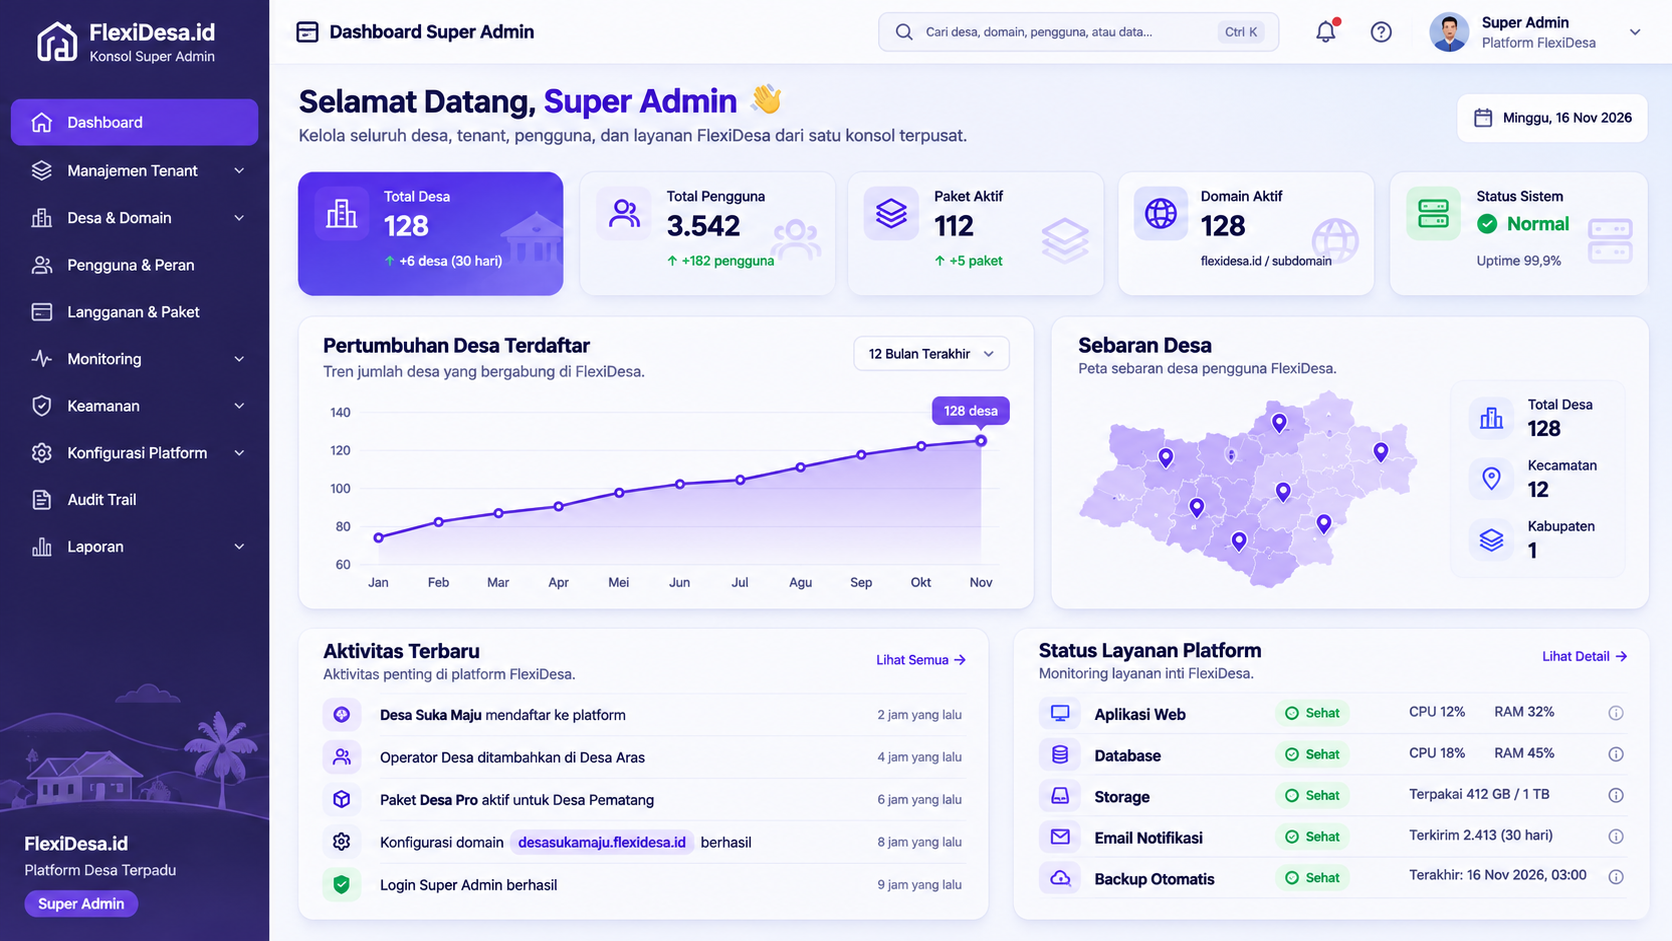 FlexiDesa.id
Konsol Super Admin
Dashboard
Manajemen Tenant
Desa & Domain
Pengguna & Peran
Langganan & Paket
Monitoring
Keamanan
Konfigurasi Platform
Audit Trail
Laporan
FlexiDesa.id
Platform Desa Terpadu
Super Admin
Dashboard Super Admin
Cari desa, domain, pengguna, atau data...
Ctrl K
Super Admin
Platform FlexiDesa
Selamat Datang, Super Admin 👋
Kelola seluruh desa, tenant, pengguna, dan layanan FlexiDesa dari satu konsol terpusat.
Minggu, 16 Nov 2026
Total Desa
128
↑ +6 desa (30 hari)
Total Pengguna
3.542
↑ +182 pengguna
Paket Aktif
112
↑ +5 paket
Domain Aktif
128
flexidesa.id / subdomain
Status Sistem
Normal
Uptime 99,9%
Pertumbuhan Desa Terdaftar
Tren jumlah desa yang bergabung di FlexiDesa.
12 Bulan Terakhir
128 desa
140
120
100
80
60
Jan Feb Mar Apr Mei Jun Jul Agu Sep Okt Nov
Sebaran Desa
Peta sebaran desa pengguna FlexiDesa.
Total Desa
128
Kecamatan
12
Kabupaten
1
Aktivitas Terbaru
Aktivitas penting di platform FlexiDesa.
Lihat Semua →
Desa Suka Maju mendaftar ke platform 2 jam yang lalu
Operator Desa ditambahkan di Desa Aras 4 jam yang lalu
Paket Desa Pro aktif untuk Desa Pematang 6 jam yang lalu
Konfigurasi domain desasukamaju.flexidesa.id berhasil 8 jam yang lalu
Login Super Admin berhasil 9 jam yang lalu
Status Layanan Platform
Monitoring layanan inti FlexiDesa.
Lihat Detail →
Aplikasi Web Sehat CPU 12% RAM 32%
Database Sehat CPU 18% RAM 45%
Storage Sehat Terpakai 412 GB / 1 TB
Email Notifikasi Sehat Terkirim 2.413 (30 hari)
Backup Otomatis Sehat Terakhir: 16 Nov 2026, 03:00